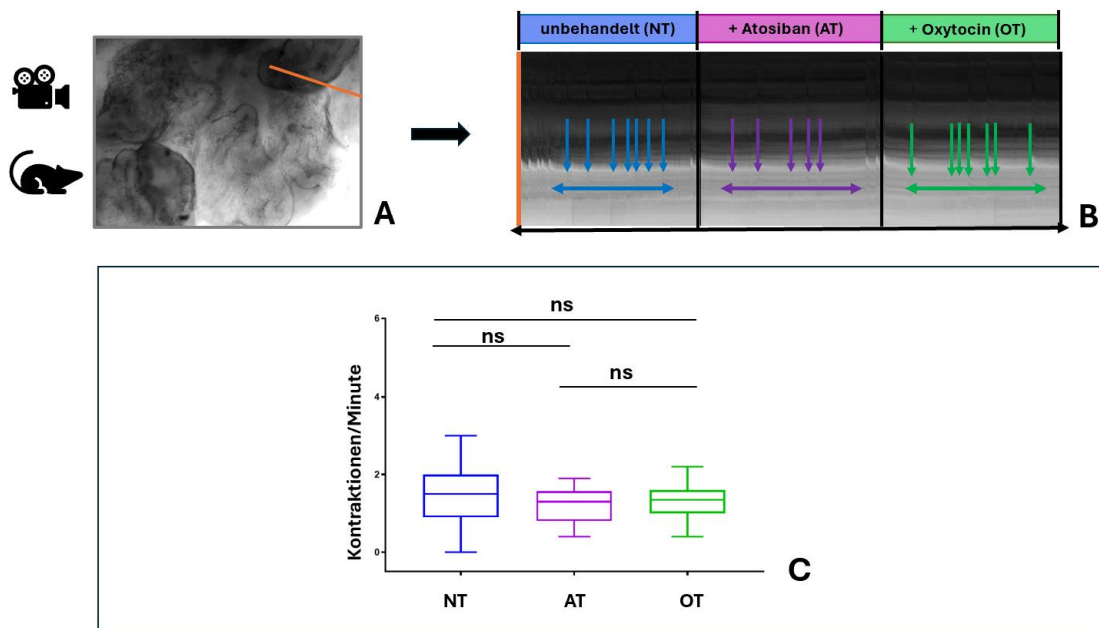 unbehandelt (NT)
+ Atosiban (AT)
+ Oxytocin (OT)
A
B
ns
ns
ns
6
4
2
0
Kontraktionen/Minute
NT
AT
OT
C